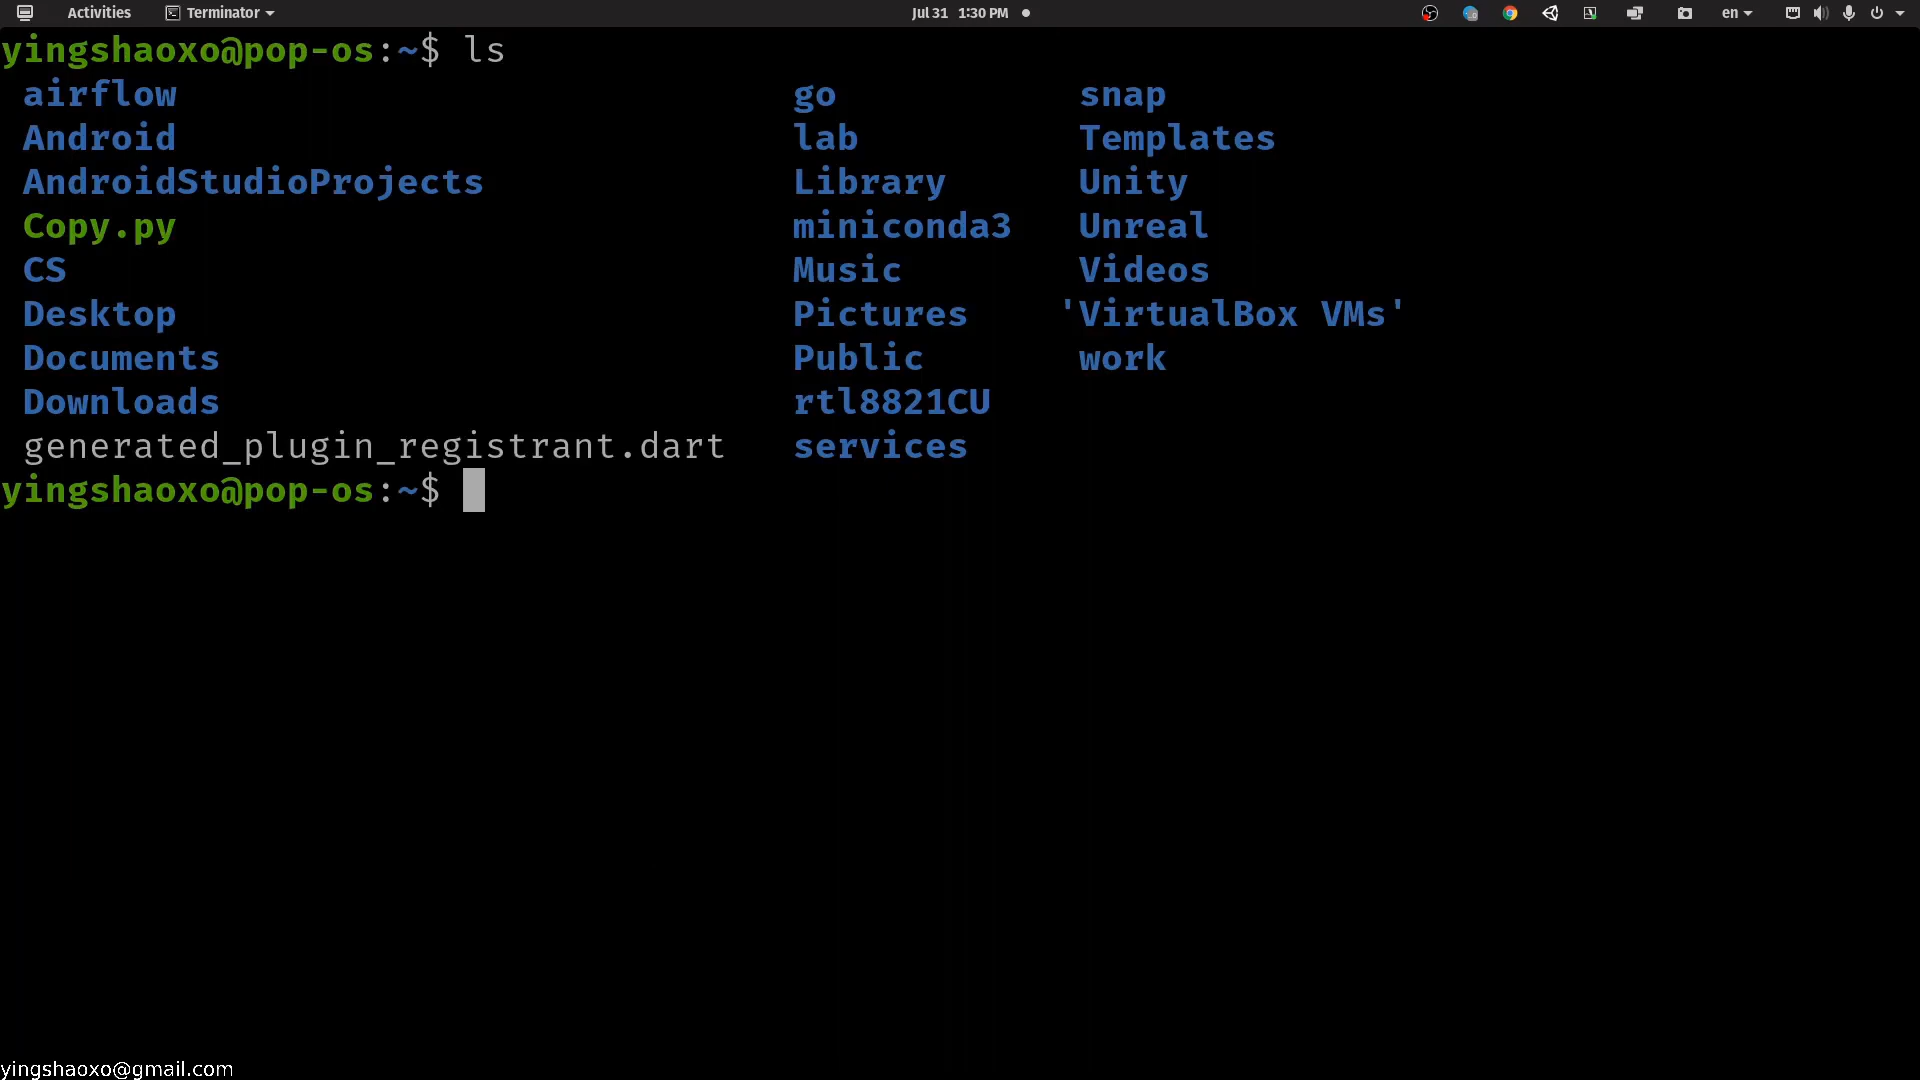 Activities Terminator Jul 31 1:30 PM en
yingshaoxo@pop-os:~$ ls
airflow go snap
Android lab Templates
AndroidStudioProjects Library Unity
Copy.py miniconda3 Unreal
CS Music Videos
Desktop Pictures 'VirtualBox VMs'
Documents Public work
Downloads rtl8821CU
generated_plugin_registrant.dart services
yingshaoxo@pop-os:~$
yingshaoxo@gmail.com